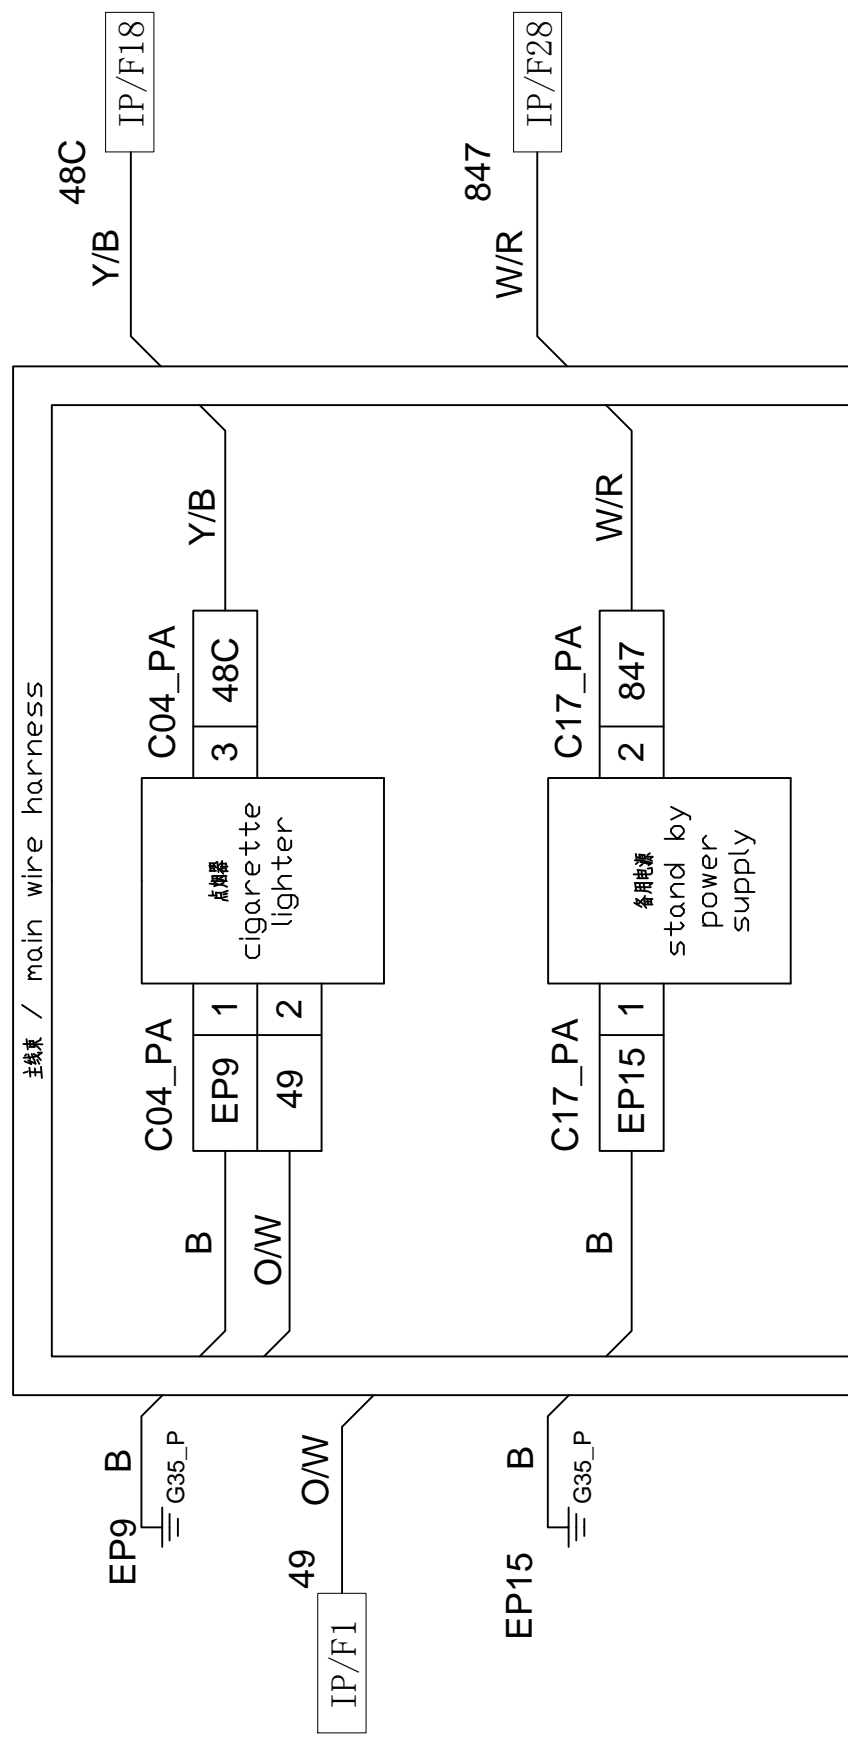 主线束 / main wire harness
EP9
B
G35_P
49
O/W
IP/F1
B
O/W
C04_PA
EP9
1
49
2
点烟器
cigarette
lighter
C04_PA
3
48C
Y/B
Y/B
48C
IP/F18
EP15
B
G35_P
B
C17_PA
EP15
1
备用电源
stand by
power
supply
C17_PA
2
847
W/R
W/R
847
IP/F28